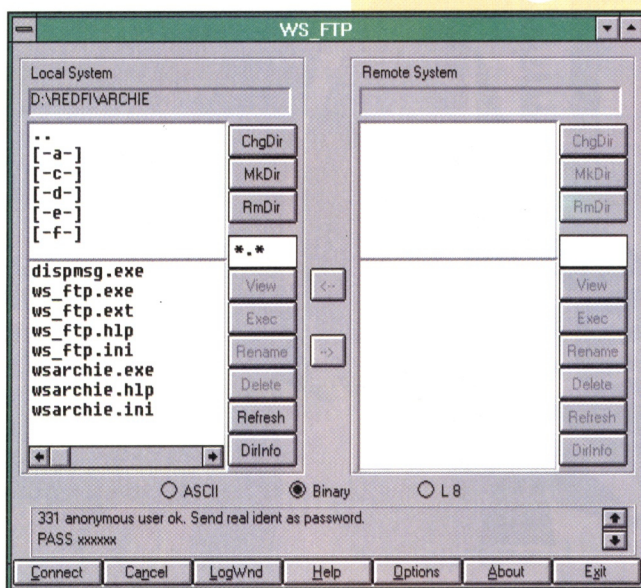 WS_FTP
Local System
D:\REDFI\ARCHIE
..
[-a-]
[-c-]
[-d-]
[-e-]
[-f-]
ChgDir
MkDir
RmDir
*.*
dispmsg.exe
ws_ftp.exe
ws_ftp.ext
ws_ftp.hlp
ws_ftp.ini
wsarchie.exe
wsarchie.hlp
wsarchie.ini
View
Exec
Rename
Delete
Refresh
DirInfo
<--
-->
Remote System
ChgDir
MkDir
RmDir
View
Exec
Rename
Delete
Refresh
DirInfo
ASCII Binary L 8
331 anonymous user ok. Send real ident as password.
PASS xxxxxx
Connect Cancel LogWnd Help Options About Exit